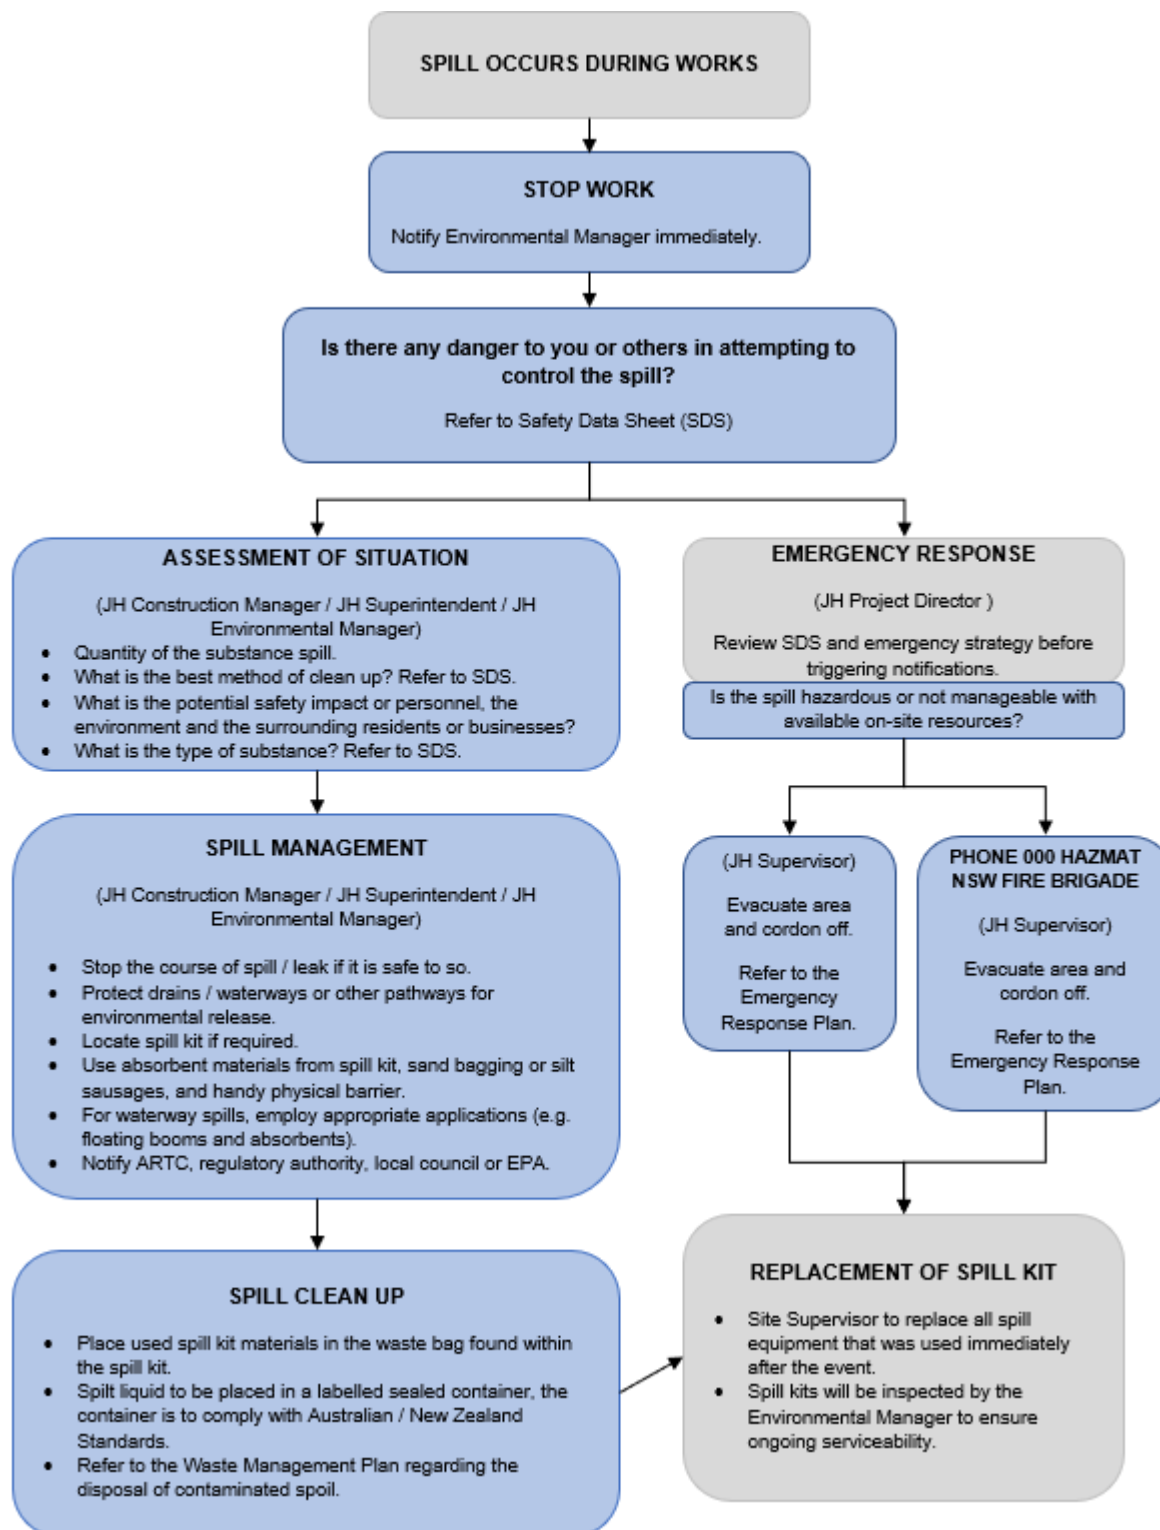 SPILL OCCURS DURING WORKS
STOP WORK
Notify Environmental Manager immediately.
Is there any danger to you or others in attempting to
control the spill?
Refer to Safety Data Sheet (SDS)
ASSESSMENT OF SITUATION
(JH Construction Manager / JH Superintendent / JH
Environmental Manager)
• Quantity of the substance spill.
• What is the best method of clean up? Refer to SDS.
• What is the potential safety impact or personnel, the
environment and the surrounding residents or businesses?
• What is the type of substance? Refer to SDS.
EMERGENCY RESPONSE
(JH Project Director )
Review SDS and emergency strategy before
triggering notifications.
Is the spill hazardous or not manageable with
available on-site resources?
SPILL MANAGEMENT
(JH Construction Manager / JH Superintendent / JH
Environmental Manager)
• Stop the course of spill / leak if it is safe to so.
• Protect drains / waterways or other pathways for
environmental release.
• Locate spill kit if required.
• Use absorbent materials from spill kit, sand bagging or silt
sausages, and handy physical barrier.
• For waterway spills, employ appropriate applications (e.g.
floating booms and absorbents).
• Notify ARTC, regulatory authority, local council or EPA.
(JH Supervisor)
Evacuate area
and cordon off.
Refer to the
Emergency
Response Plan.
PHONE 000 HAZMAT
NSW FIRE BRIGADE
(JH Supervisor)
Evacuate area and
cordon off.
Refer to the
Emergency Response
Plan.
SPILL CLEAN UP
• Place used spill kit materials in the waste bag found within
the spill kit.
• Spilt liquid to be placed in a labelled sealed container, the
container is to comply with Australian / New Zealand
Standards.
• Refer to the Waste Management Plan regarding the
disposal of contaminated spoil.
REPLACEMENT OF SPILL KIT
• Site Supervisor to replace all spill
equipment that was used immediately
after the event.
• Spill kits will be inspected by the
Environmental Manager to ensure
ongoing serviceability.